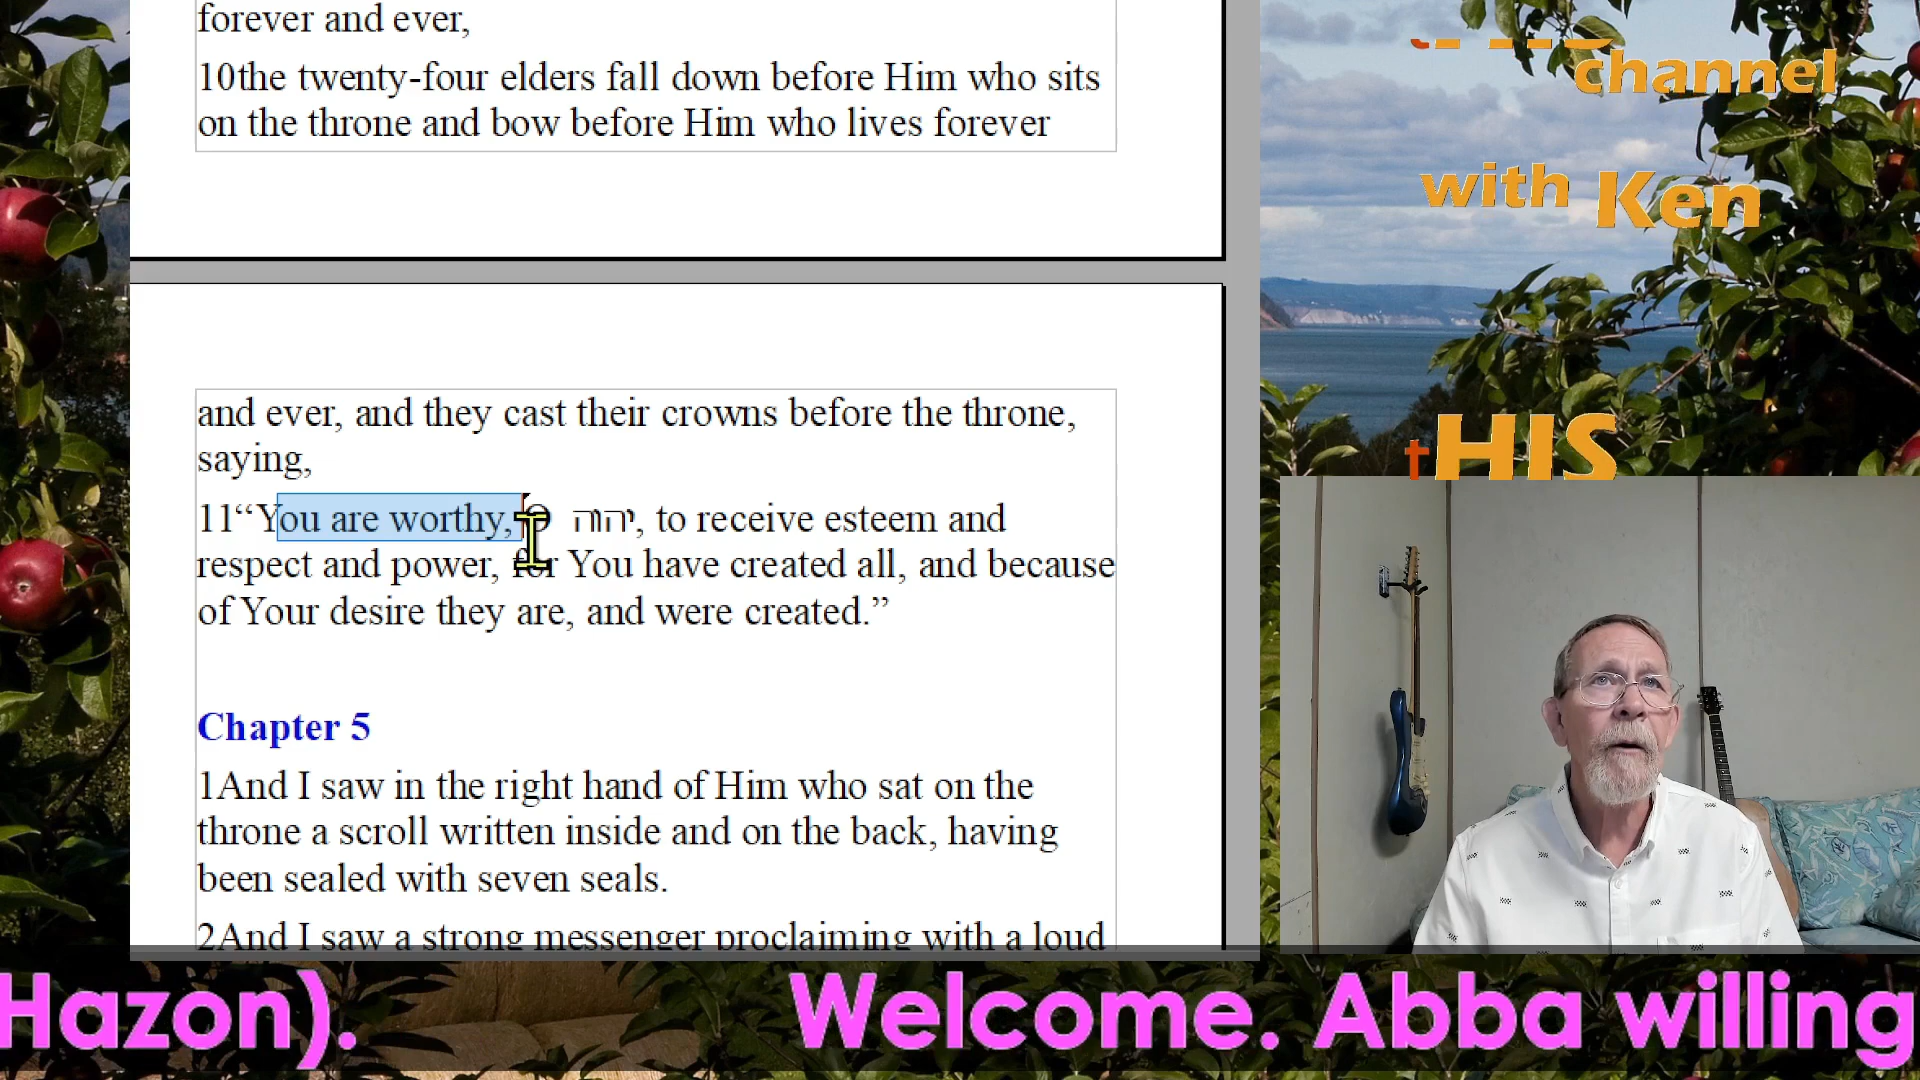 forever and ever,
10the twenty-four elders fall down before Him who sits
on the throne and bow before Him who lives forever
and ever, and they cast their crowns before the throne,
saying,
11“You are worthy, O יהוה, to receive esteem and
respect and power, for You have created all, and because
of Your desire they are, and were created.”
Chapter 5
1And I saw in the right hand of Him who sat on the
throne a scroll written inside and on the back, having
been sealed with seven seals.
2And I saw a strong messenger proclaiming with a loud
channel
with Ken
tHIS
Hazon). Welcome. Abba willing